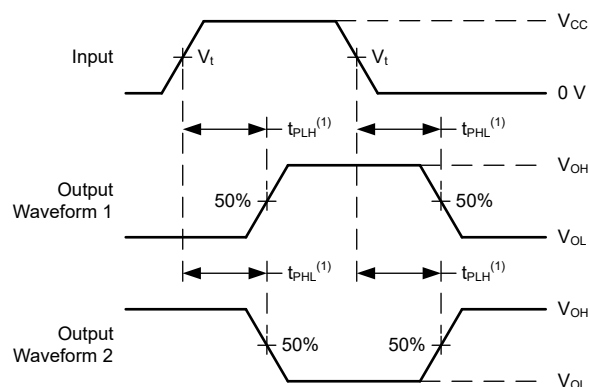 V_CC
Input
V_t
V_t
0 V
t_PLH^(1)
t_PHL^(1)
V_OH
Output
Waveform 1
50%
50%
V_OL
t_PHL^(1)
t_PLH^(1)
V_OH
Output
Waveform 2
50%
50%
V_OL